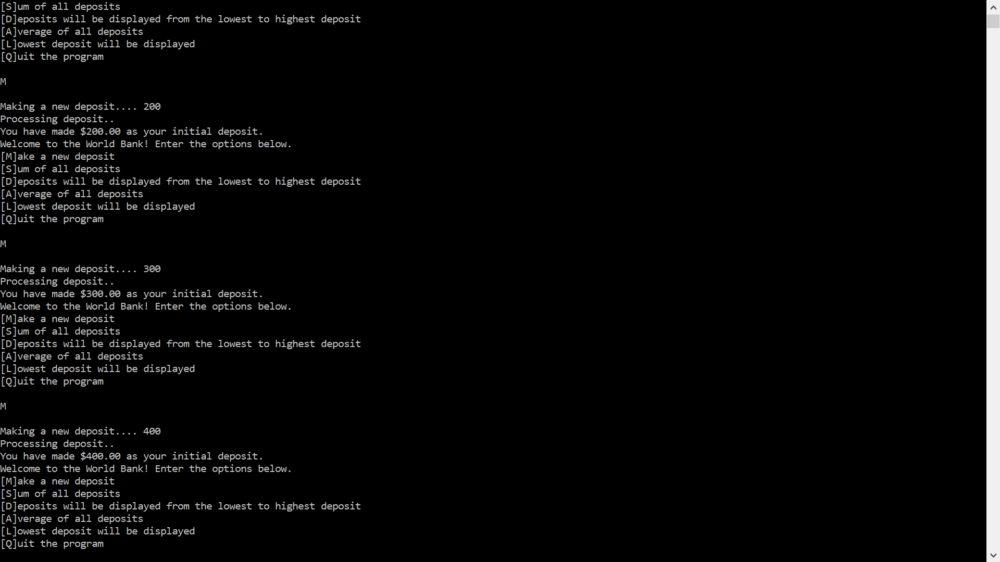 [S]um of all deposits
[D]eposits will be displayed from the lowest to highest deposit
[A]verage of all deposits
[L]owest deposit will be displayed
[Q]uit the program
M
Making a new deposit.... 200
Processing deposit..
You have made $200.00 as your initial deposit.
Welcome to the World Bank! Enter the options below.
[M]ake a new deposit
[S]um of all deposits
[D]eposits will be displayed from the lowest to highest deposit
[A]verage of all deposits
[L]owest deposit will be displayed
[Q]uit the program
M
Making a new deposit.... 300
Processing deposit..
You have made $300.00 as your initial deposit.
Welcome to the World Bank! Enter the options below.
[M]ake a new deposit
[S]um of all deposits
[D]eposits will be displayed from the lowest to highest deposit
[A]verage of all deposits
[L]owest deposit will be displayed
[Q]uit the program
M
Making a new deposit.... 400
Processing deposit..
You have made $400.00 as your initial deposit.
Welcome to the World Bank! Enter the options below.
[M]ake a new deposit
[S]um of all deposits
[D]eposits will be displayed from the lowest to highest deposit
[A]verage of all deposits
[L]owest deposit will be displayed
[Q]uit the program